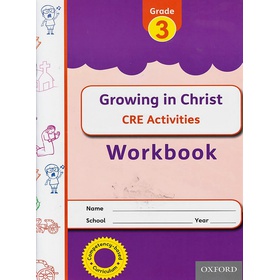 Grade
3
Growing in Christ
CRE Activities
Workbook
Name
School Year
Competency-based
Curriculum
OXFORD